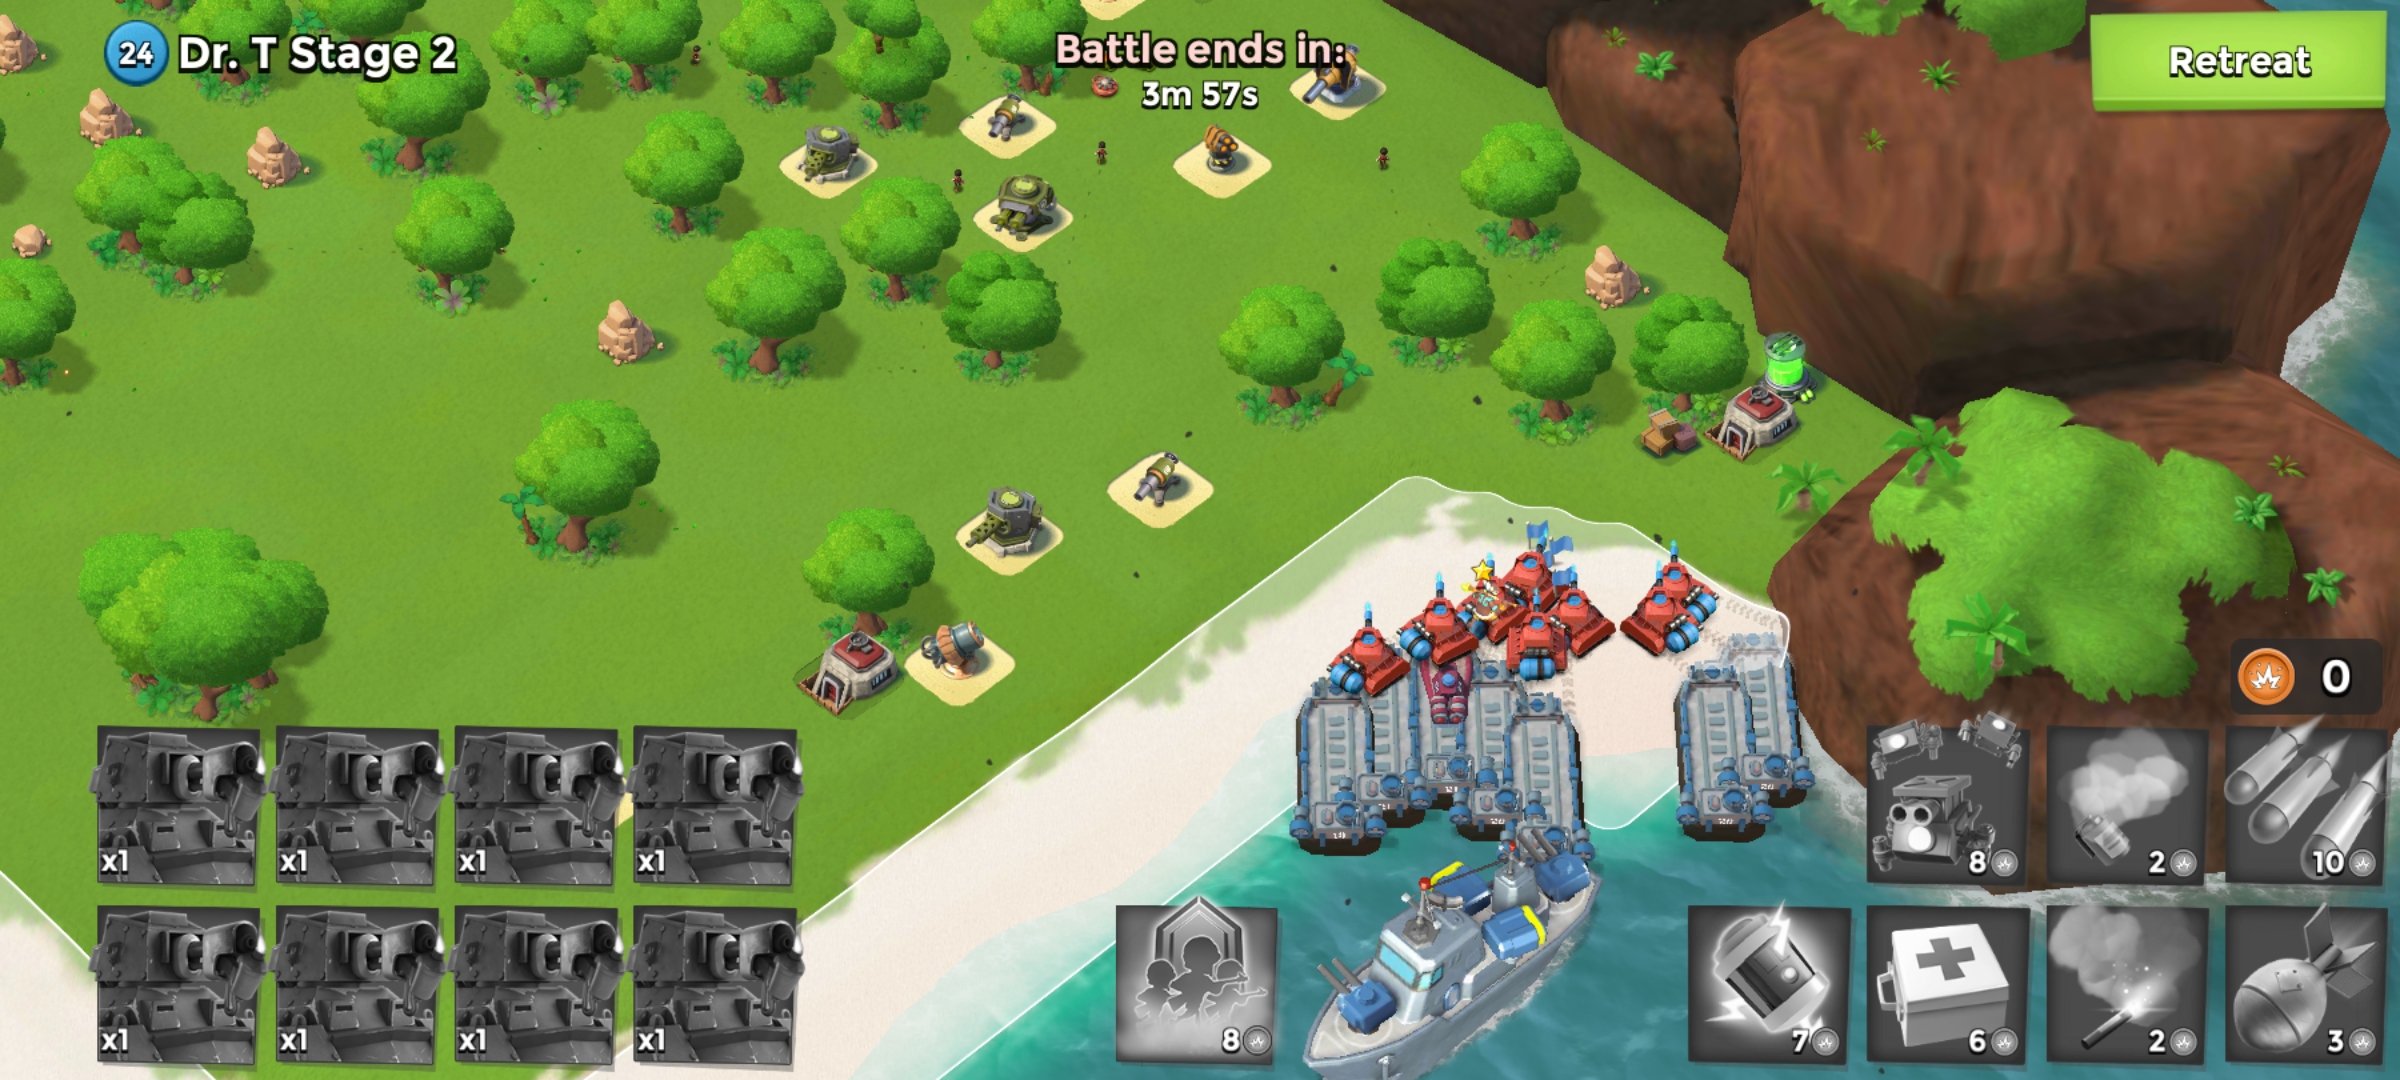 24 Dr. T Stage 2
Battle ends in:
3m 57s
Retreat
0
x1 x1 x1 x1
8 2 10
x1 x1 x1 x1
8 7 6 2 3